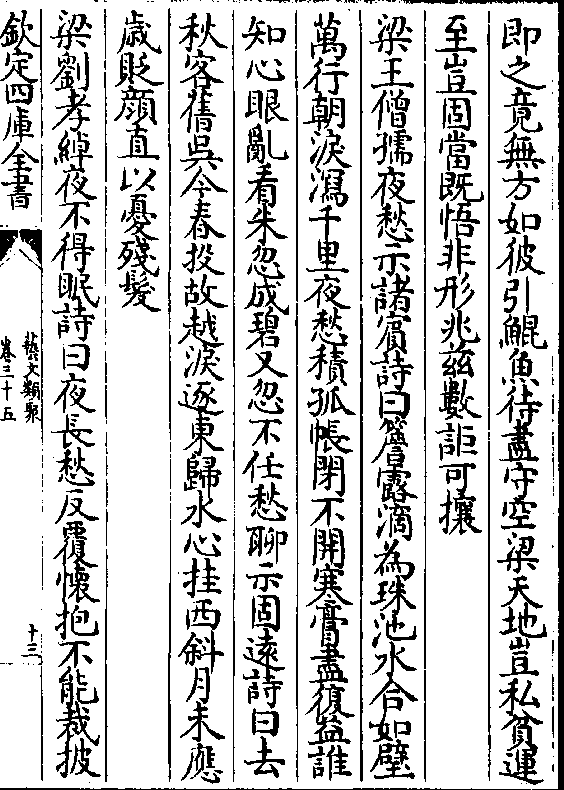 即之竟無方如彼引鯤魚待盡守空梁天地豈私貧運
至豈固當既悟非形兆兹數詎可攘
梁王僧孺夜愁示諸賓詩曰簷露滴為珠池水合如璧
萬行朝淚瀉千里夜愁積孤帳閉不開寒膏盡復益誰
知心眼亂看朱忽成碧又忽不任愁聊示固遠詩曰去
秋客舊吳今春投故越淚逐東歸水心挂西斜月未應
歲貶顔直以憂殘髮
梁劉孝綽夜不得眠詩曰夜長愁反覆懷抱不能裁披
欽定四庫全書
藝文類聚
卷三十五
十三